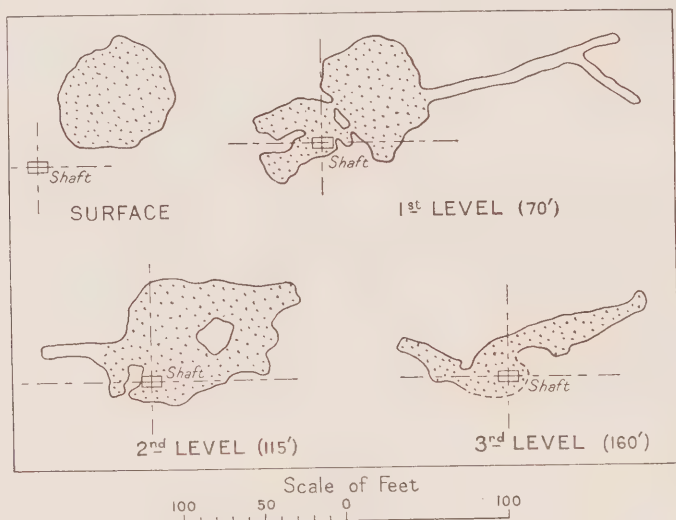 Shaft
SURFACE
Shaft
1st LEVEL (70')
Shaft
2nd LEVEL (115')
Shaft
3rd LEVEL (160')
Scale of Feet
100 50 0 100